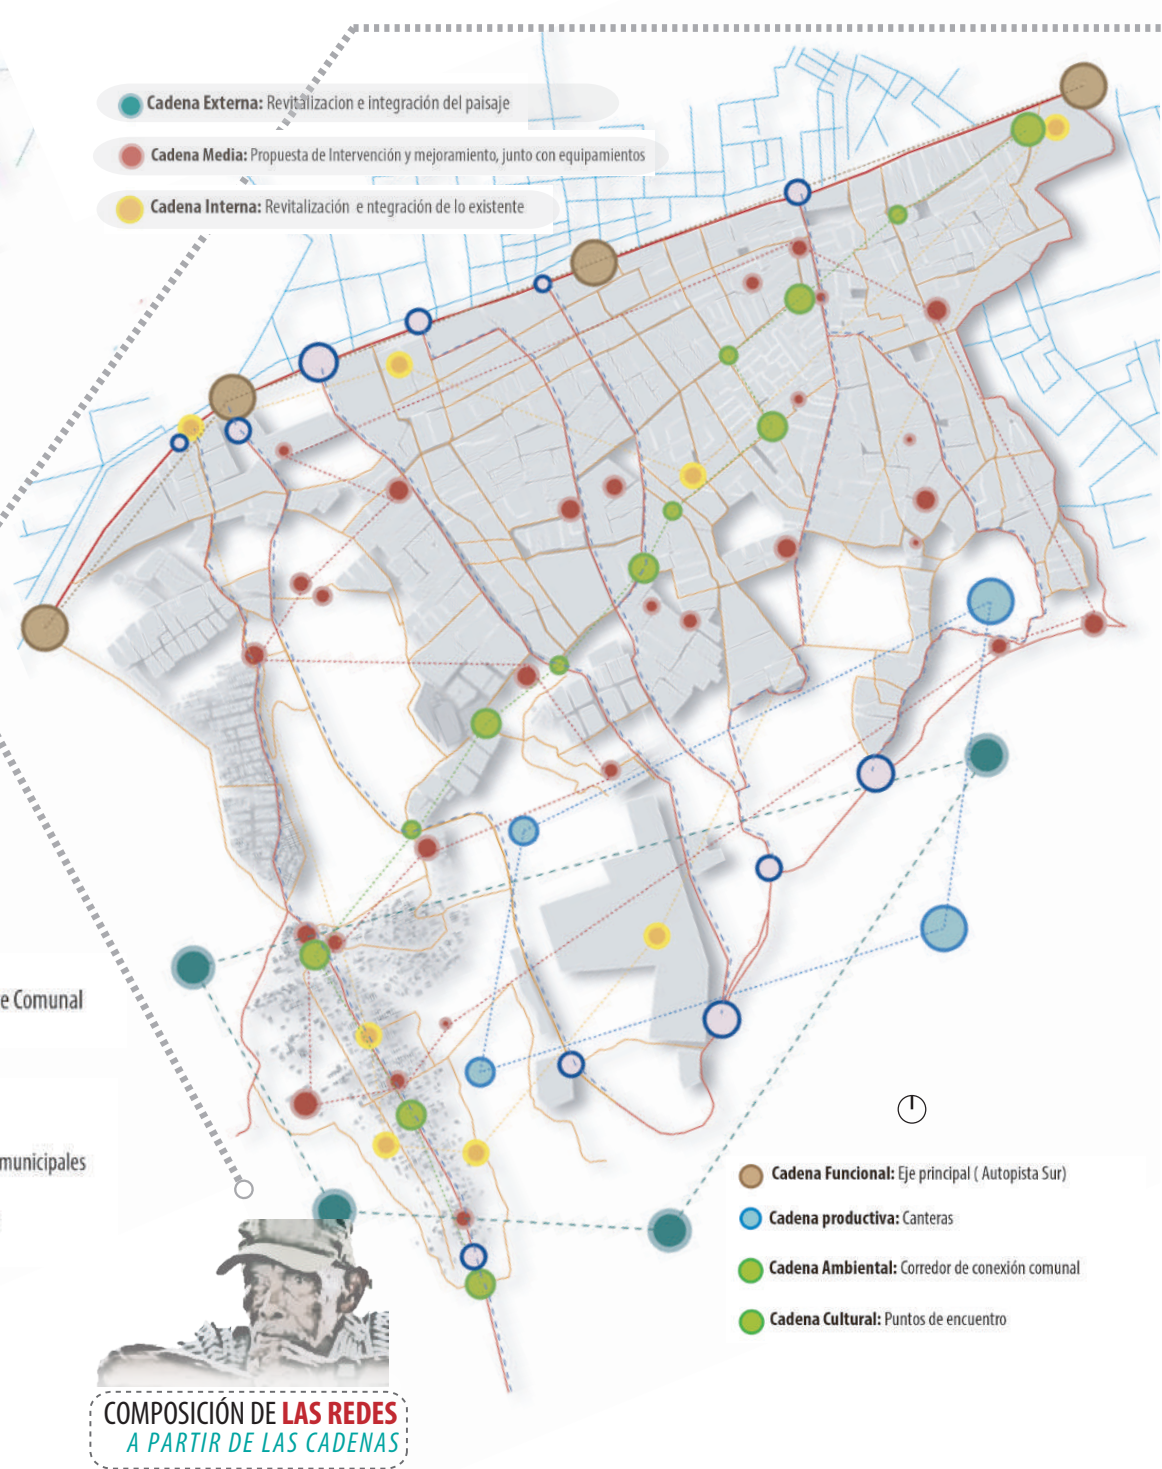 Cadena Externa: Revitalizacion e integración del paisaje
Cadena Media: Propuesta de Intervención y mejoramiento, junto con equipamientos
Cadena Interna: Revitalización e ntegración de lo existente
e Comunal
municipales
Cadena Funcional: Eje principal ( Autopista Sur)
Cadena productiva: Canteras
Cadena Ambiental: Corredor de conexión comunal
Cadena Cultural: Puntos de encuentro
COMPOSICIÓN DE LAS REDES
A PARTIR DE LAS CADENAS